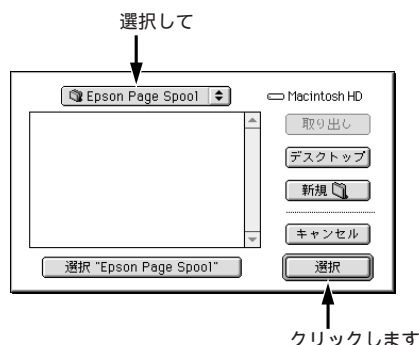 選択して
Epson Page Spool
Macintosh HD
取り出し
デスクトップ
新規
キャンセル
選択 "Epson Page Spool"
選択
クリックします